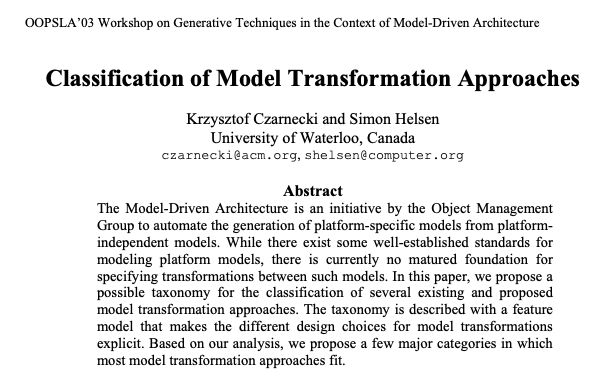 OOPSLA'03 Workshop on Generative Techniques in the Context of Model-Driven Architecture
Classification of Model Transformation Approaches
Krzysztof Czarnecki and Simon Helsen
University of Waterloo, Canada
czarnecki@acm.org, shelsen@computer.org
Abstract
The Model-Driven Architecture is an initiative by the Object Management
Group to automate the generation of platform-specific models from platform-
independent models. While there exist some well-established standards for
modeling platform models, there is currently no matured foundation for
specifying transformations between such models. In this paper, we propose a
possible taxonomy for the classification of several existing and proposed
model transformation approaches. The taxonomy is described with a feature
model that makes the different design choices for model transformations
explicit. Based on our analysis, we propose a few major categories in which
most model transformation approaches fit.